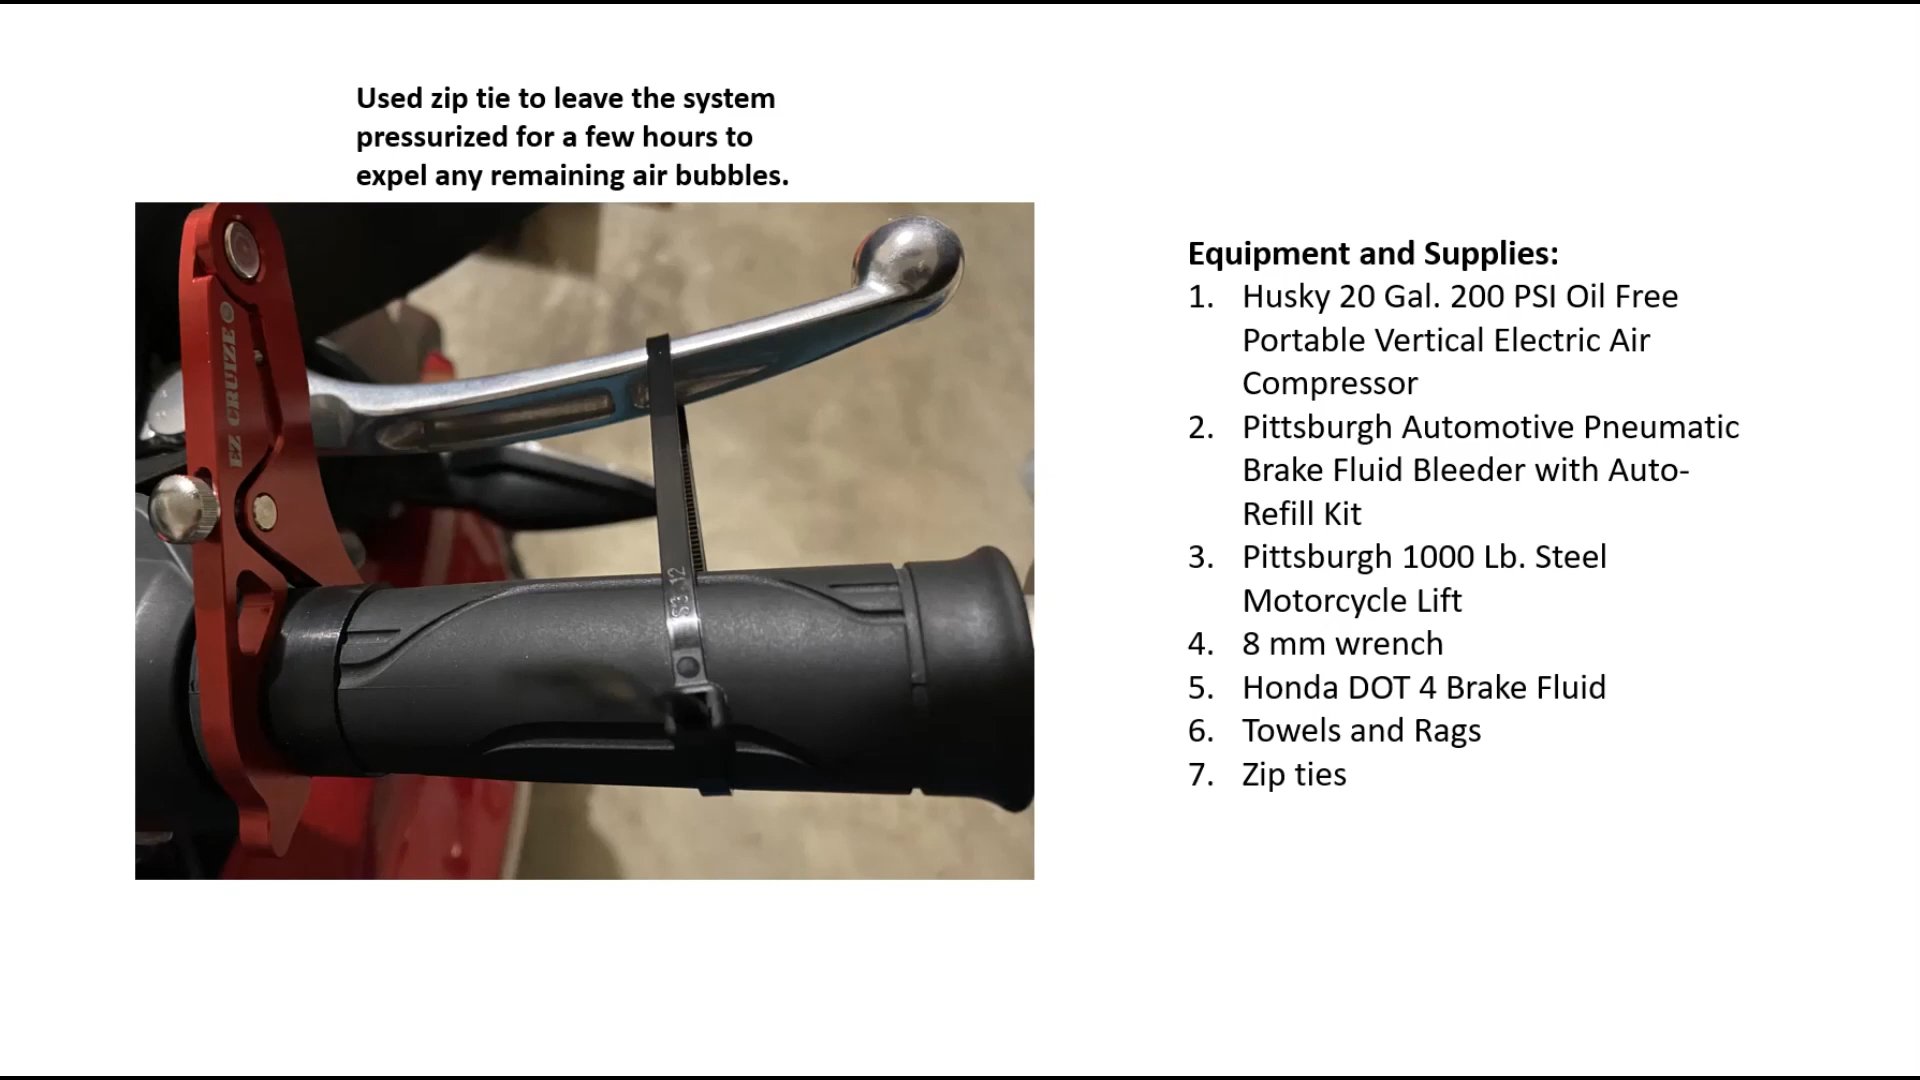 Used zip tie to leave the system
pressurized for a few hours to
expel any remaining air bubbles.
EZ CRUIZE
S3 12
Equipment and Supplies:
1. Husky 20 Gal. 200 PSI Oil Free
Portable Vertical Electric Air
Compressor
2. Pittsburgh Automotive Pneumatic
Brake Fluid Bleeder with Auto-
Refill Kit
3. Pittsburgh 1000 Lb. Steel
Motorcycle Lift
4. 8 mm wrench
5. Honda DOT 4 Brake Fluid
6. Towels and Rags
7. Zip ties